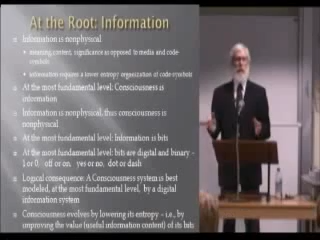 At the Root: Information
Information is nonphysical
meaning, content, significance as opposed to media and code-
symbols
information requires a lower entropy organization of code-symbols
At the most fundamental level: Consciousness is
information
Information is nonphysical, thus consciousness is
nonphysical
At the most fundamental level: Information is bits
At the most fundamental level: bits are digital and binary –
1 or 0, off or on, yes or no, dot or dash
Logical consequence: A Consciousness system is best
modeled, at the most fundamental level, by a digital
information system
Consciousness evolves by lowering its entropy – i.e., by
improving the value (useful information content) of its bits